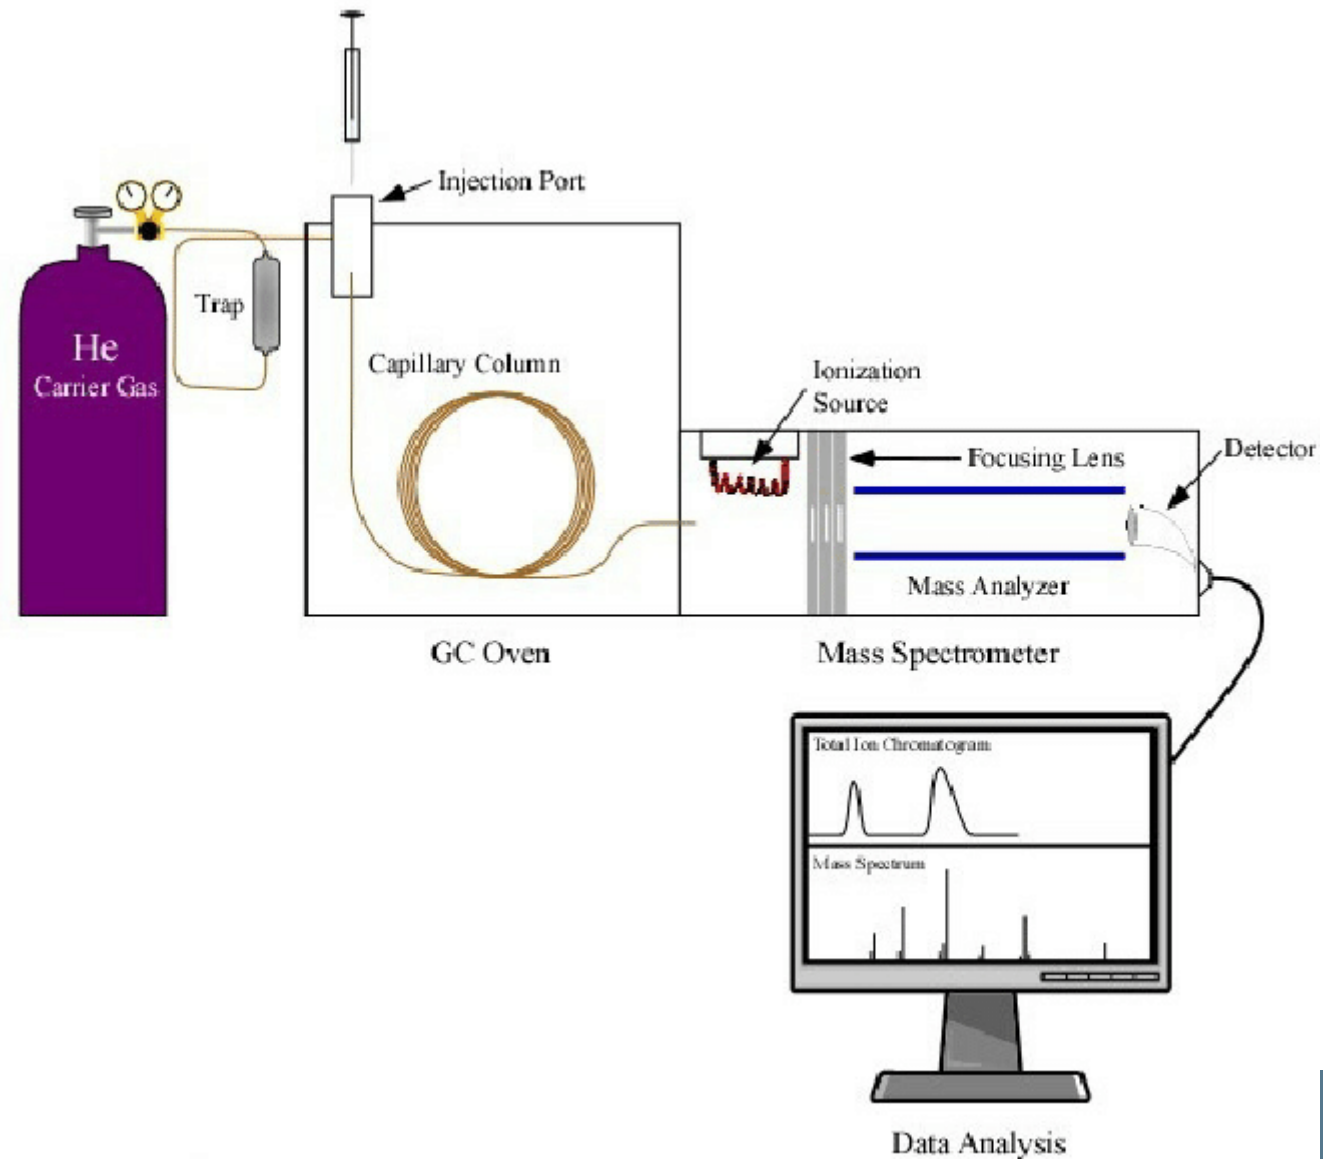 Injection Port
Trap
He
Carrier Gas
Capillary Column
Ionization
Source
Focusing Lens
Detector
Mass Analyzer
GC Oven
Mass Spectrometer
Total Ion Chromatogram
Mass Spectrum
Data Analysis